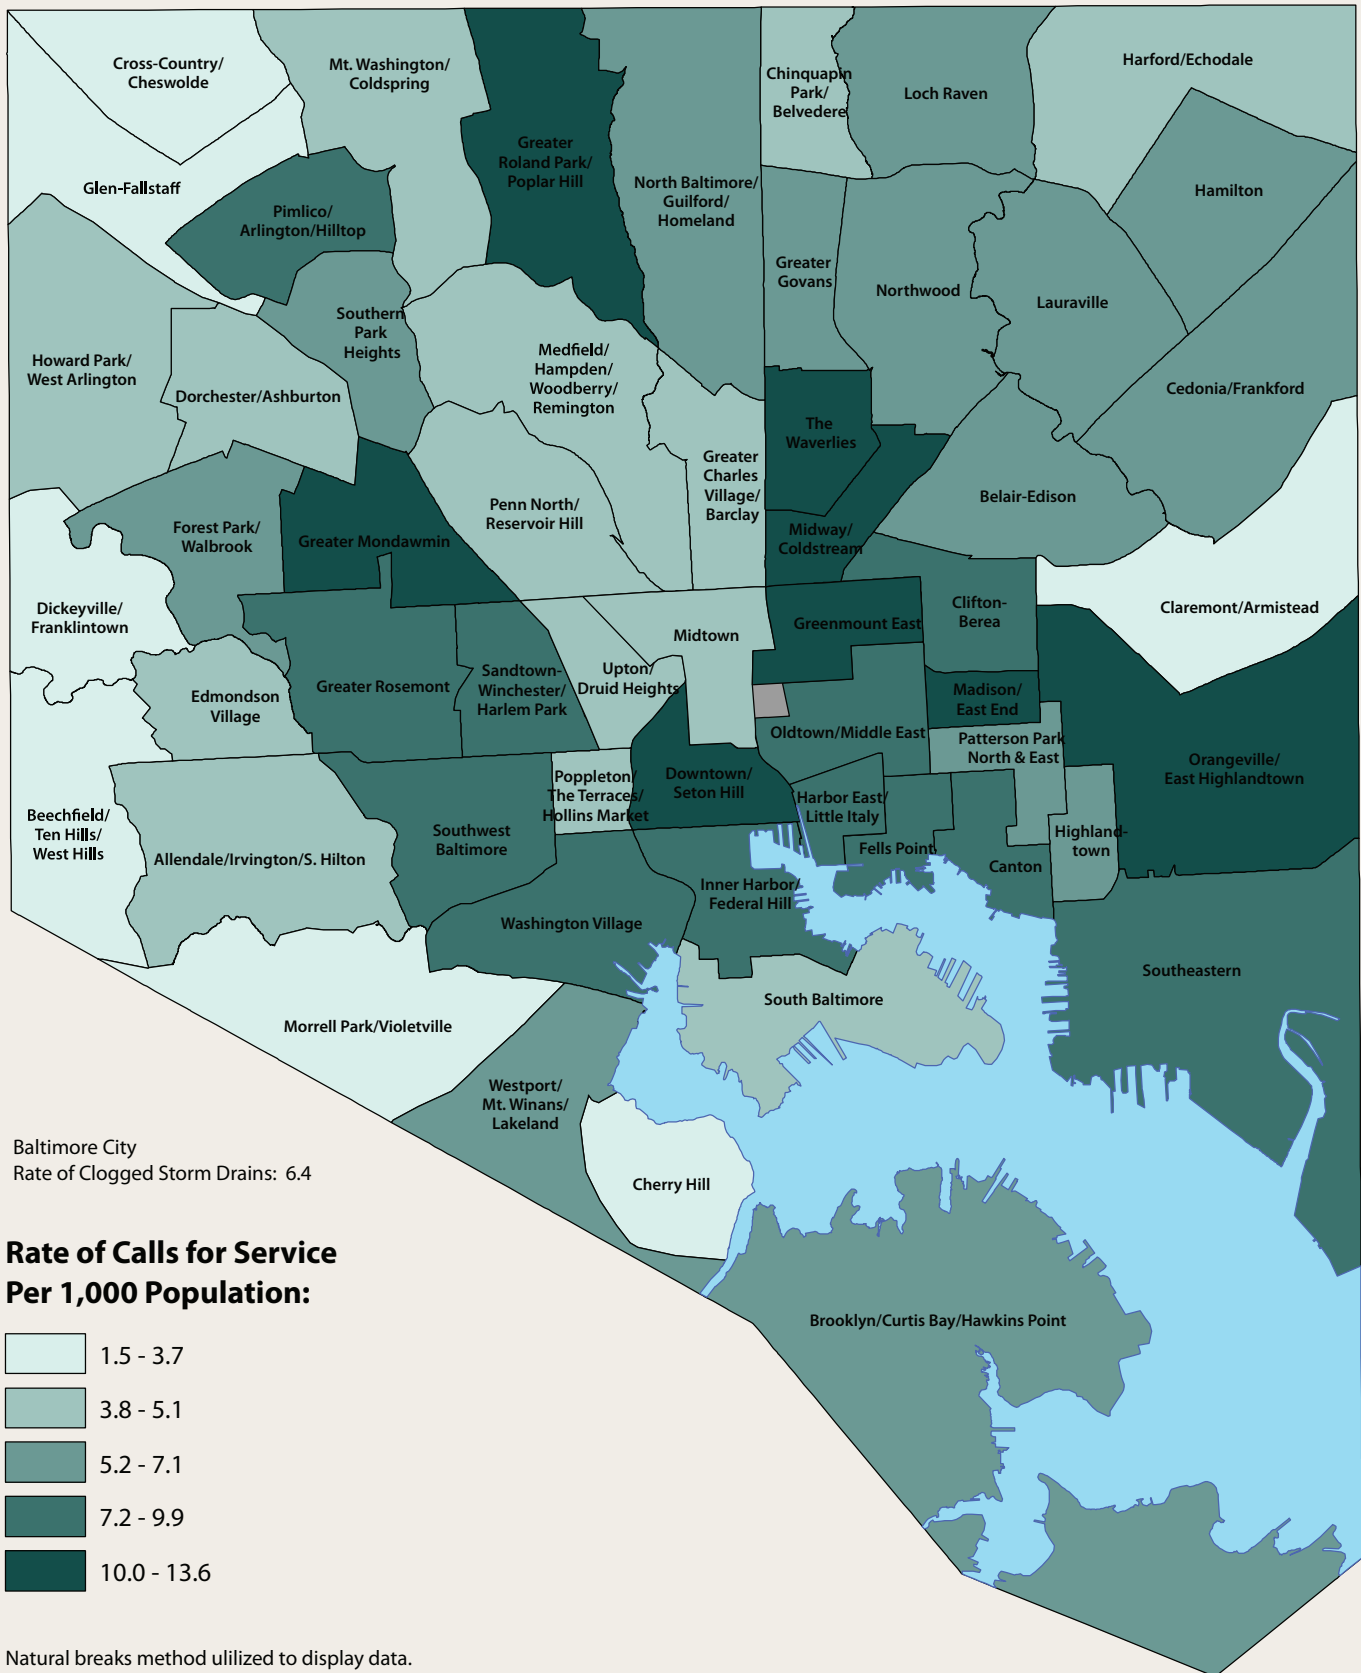 Cross-Country/
Cheswolde
Mt. Washington/
Coldspring
Greater
Roland Park/
Poplar Hill
North Baltimore/
Guilford/
Homeland
Chinquapin
Park/
Belvedere
Loch Raven
Harford/Echodale
Glen-Fallstaff
Pimlico/
Arlington/Hilltop
Hamilton
Greater
Govans
Northwood
Lauraville
Southern
Park
Heights
Howard Park/
West Arlington
Dorchester/Ashburton
Medfield/
Hampden/
Woodberry/
Remington
Cedonia/Frankford
The
Waverlies
Greater
Charles
Village/
Barclay
Belair-Edison
Penn North/
Reservoir Hill
Forest Park/
Walbrook
Greater Mondawmin
Midway/
Coldstream
Dickeyville/
Franklintown
Claremont/Armistead
Clifton-
Berea
Greenmount East
Midtown
Upton/
Druid Heights
Sandtown-
Winchester/
Harlem Park
Greater Rosemont
Edmondson
Village
Madison/
East End
Oldtown/Middle East
Patterson Park
North & East
Orangeville/
East Highlandtown
Downtown/
Seton Hill
Poppleton/
The Terraces/
Hollins Market
Harbor East/
Little Italy
Beechfield/
Ten Hills/
West Hills
Southwest
Baltimore
Highland-
town
Allendale/Irvington/S. Hilton
Fells Point
Canton
Inner Harbor/
Federal Hill
Washington Village
Southeastern
South Baltimore
Morrell Park/Violetville
Westport/
Mt. Winans/
Lakeland
Cherry Hill
Brooklyn/Curtis Bay/Hawkins Point
Baltimore City
Rate of Clogged Storm Drains: 6.4
Rate of Calls for Service
Per 1,000 Population:
1.5 - 3.7
3.8 - 5.1
5.2 - 7.1
7.2 - 9.9
10.0 - 13.6
Natural breaks method ulilized to display data.